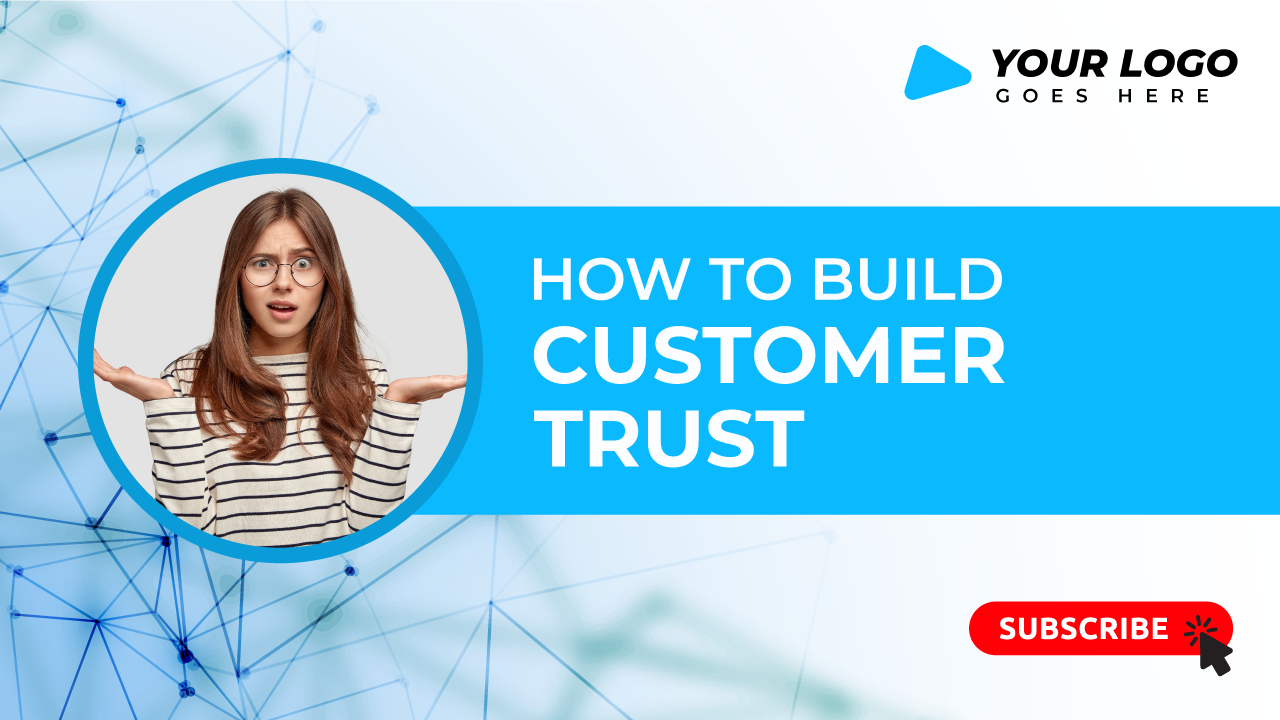 YOUR LOGO
GOES HERE
HOW TO BUILD
CUSTOMER
TRUST
SUBSCRIBE